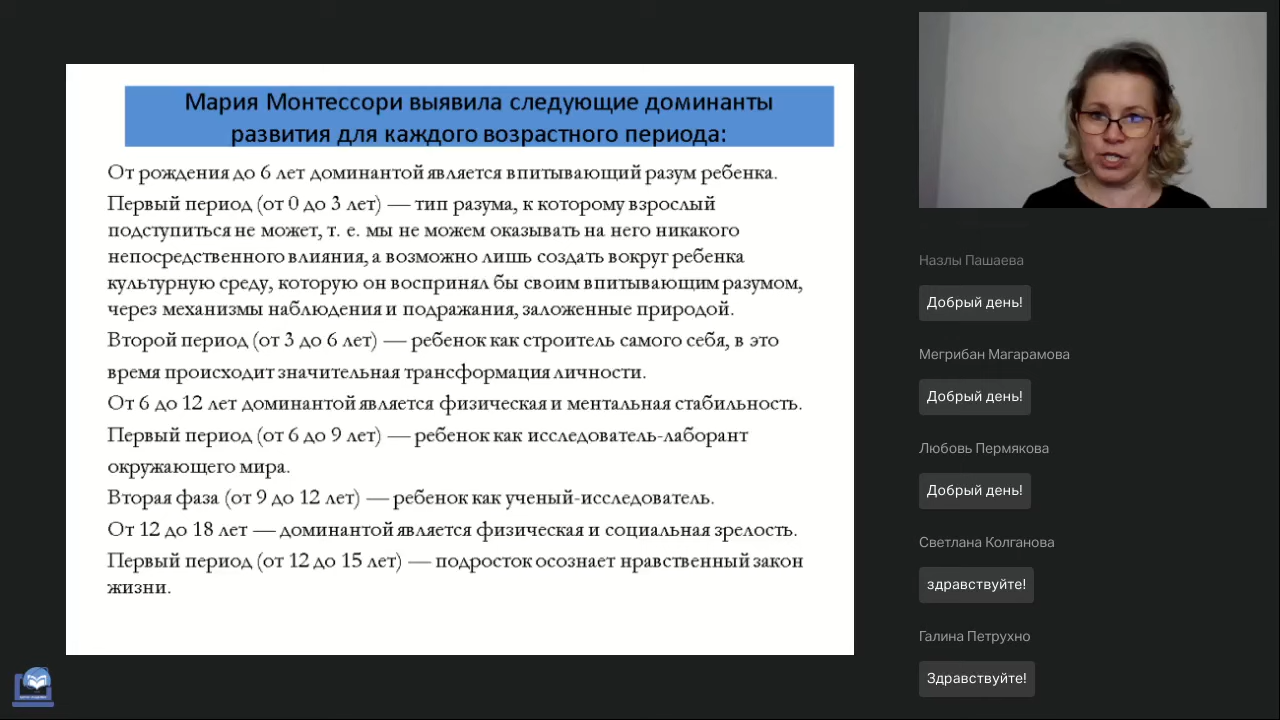 Мария Монтессори выявила следующие доминанты
развития для каждого возрастного периода:
От рождения до 6 лет доминантой является впитывающий разум ребенка.
Первый период (от 0 до 3 лет) — тип разума, к которому взрослый
подступиться не может, т. е. мы не можем оказывать на него никакого
непосредственного влияния, а возможно лишь создать вокруг ребенка
культурную среду, которую он воспринял бы своим впитывающим разумом,
через механизмы наблюдения и подражания, заложенные природой.
Второй период (от 3 до 6 лет) — ребенок как строитель самого себя, в это
время происходит значительная трансформация личности.
От 6 до 12 лет доминантой является физическая и ментальная стабильность.
Первый период (от 6 до 9 лет) — ребенок как исследователь-лаборант
окружающего мира.
Вторая фаза (от 9 до 12 лет) — ребенок как ученый-исследователь.
От 12 до 18 лет — доминантой является физическая и социальная зрелость.
Первый период (от 12 до 15 лет) — подросток осознает нравственный закон
жизни.
Назлы Пашаева
Добрый день!
Мегрибан Магарамова
Добрый день!
Любовь Пермякова
Добрый день!
Светлана Колганова
здравствуйте!
Галина Петрухно
Здравствуйте!